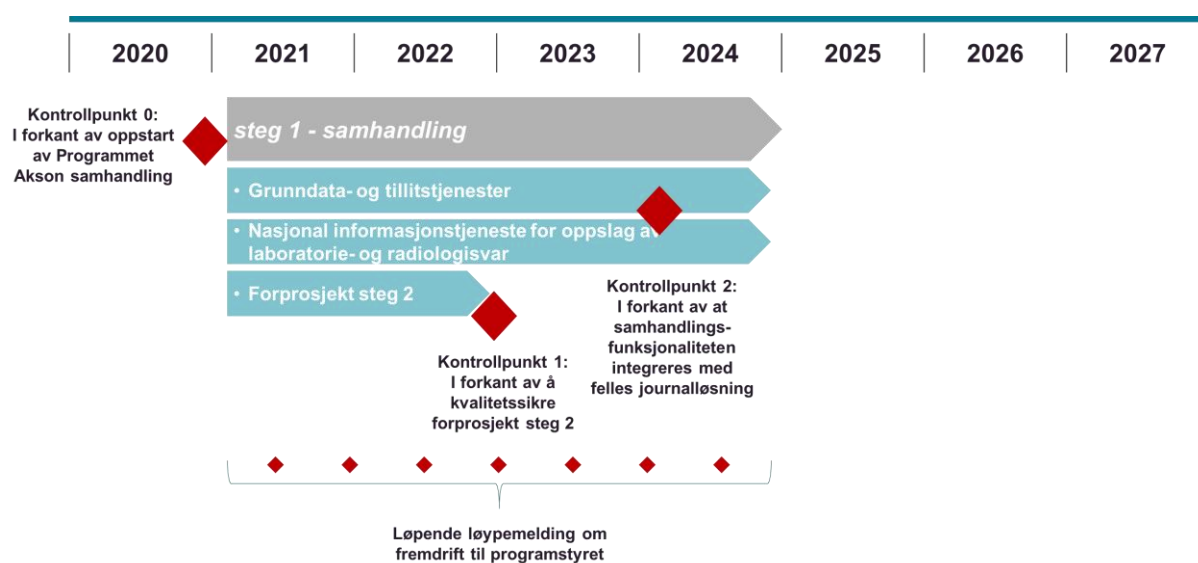 2020 2021 2022 2023 2024 2025 2026 2027
Kontrollpunkt 0:
I forkant av oppstart
av Programmet
Akson samhandling
steg 1 - samhandling
• Grunndata- og tillitstjenester
• Nasjonal informasjonstjeneste for oppslag av
laboratorie- og radiologisvar
• Forprosjekt steg 2
Kontrollpunkt 1:
I forkant av å
kvalitetssikre
forprosjekt steg 2
Kontrollpunkt 2:
I forkant av at
samhandlings-
funksjonaliteten
integreres med
felles journalløsning
Løpende løypemelding om
fremdrift til programstyret